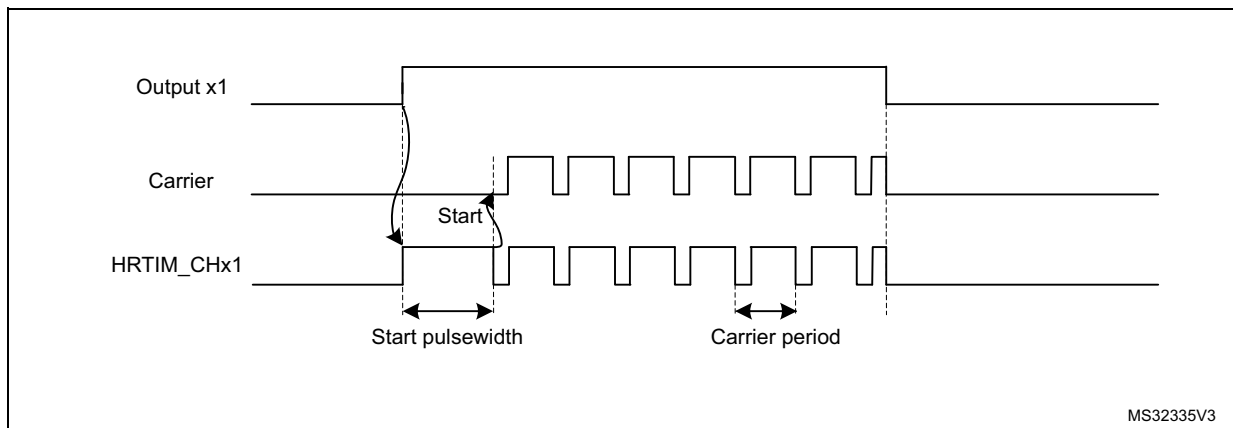 Output x1
Carrier
Start
HRTIM_CHx1
Start pulsewidth
Carrier period
MS32335V3